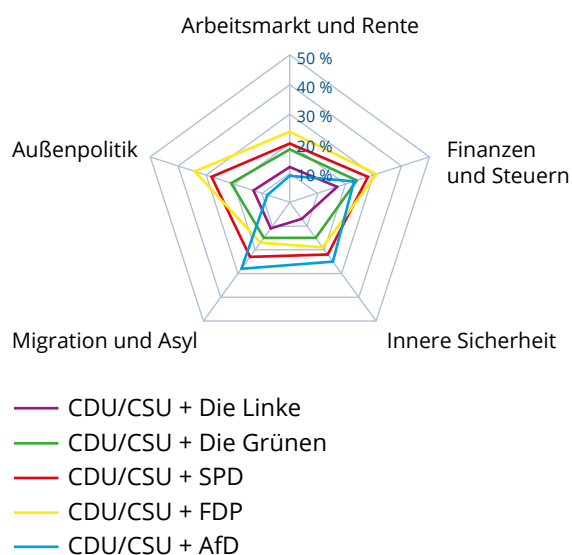 Arbeitsmarkt und Rente
50 %
40 %
30 %
20 %
10 %
Außenpolitik
Finanzen
und Steuern
Migration und Asyl
Innere Sicherheit
CDU/CSU + Die Linke
CDU/CSU + Die Grünen
CDU/CSU + SPD
CDU/CSU + FDP
CDU/CSU + AfD